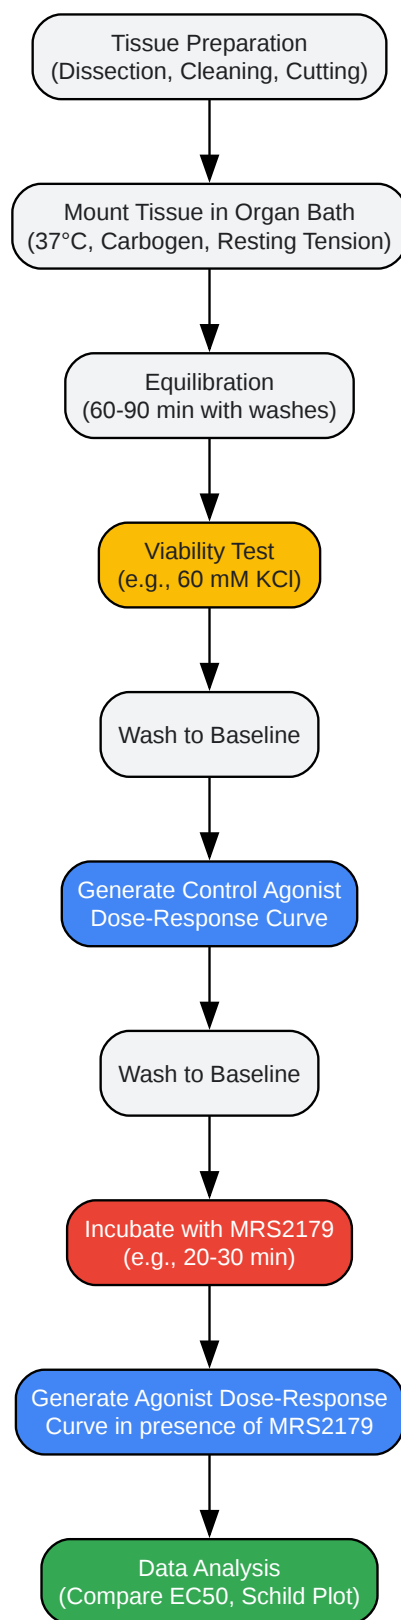 Tissue Preparation
(Dissection, Cleaning, Cutting)
Mount Tissue in Organ Bath
(37°C, Carbogen, Resting Tension)
Equilibration
(60-90 min with washes)
Viability Test
(e.g., 60 mM KCl)
Wash to Baseline
Generate Control Agonist
Dose-Response Curve
Wash to Baseline
Incubate with MRS2179
(e.g., 20-30 min)
Generate Agonist Dose-Response
Curve in presence of MRS2179
Data Analysis
(Compare EC50, Schild Plot)